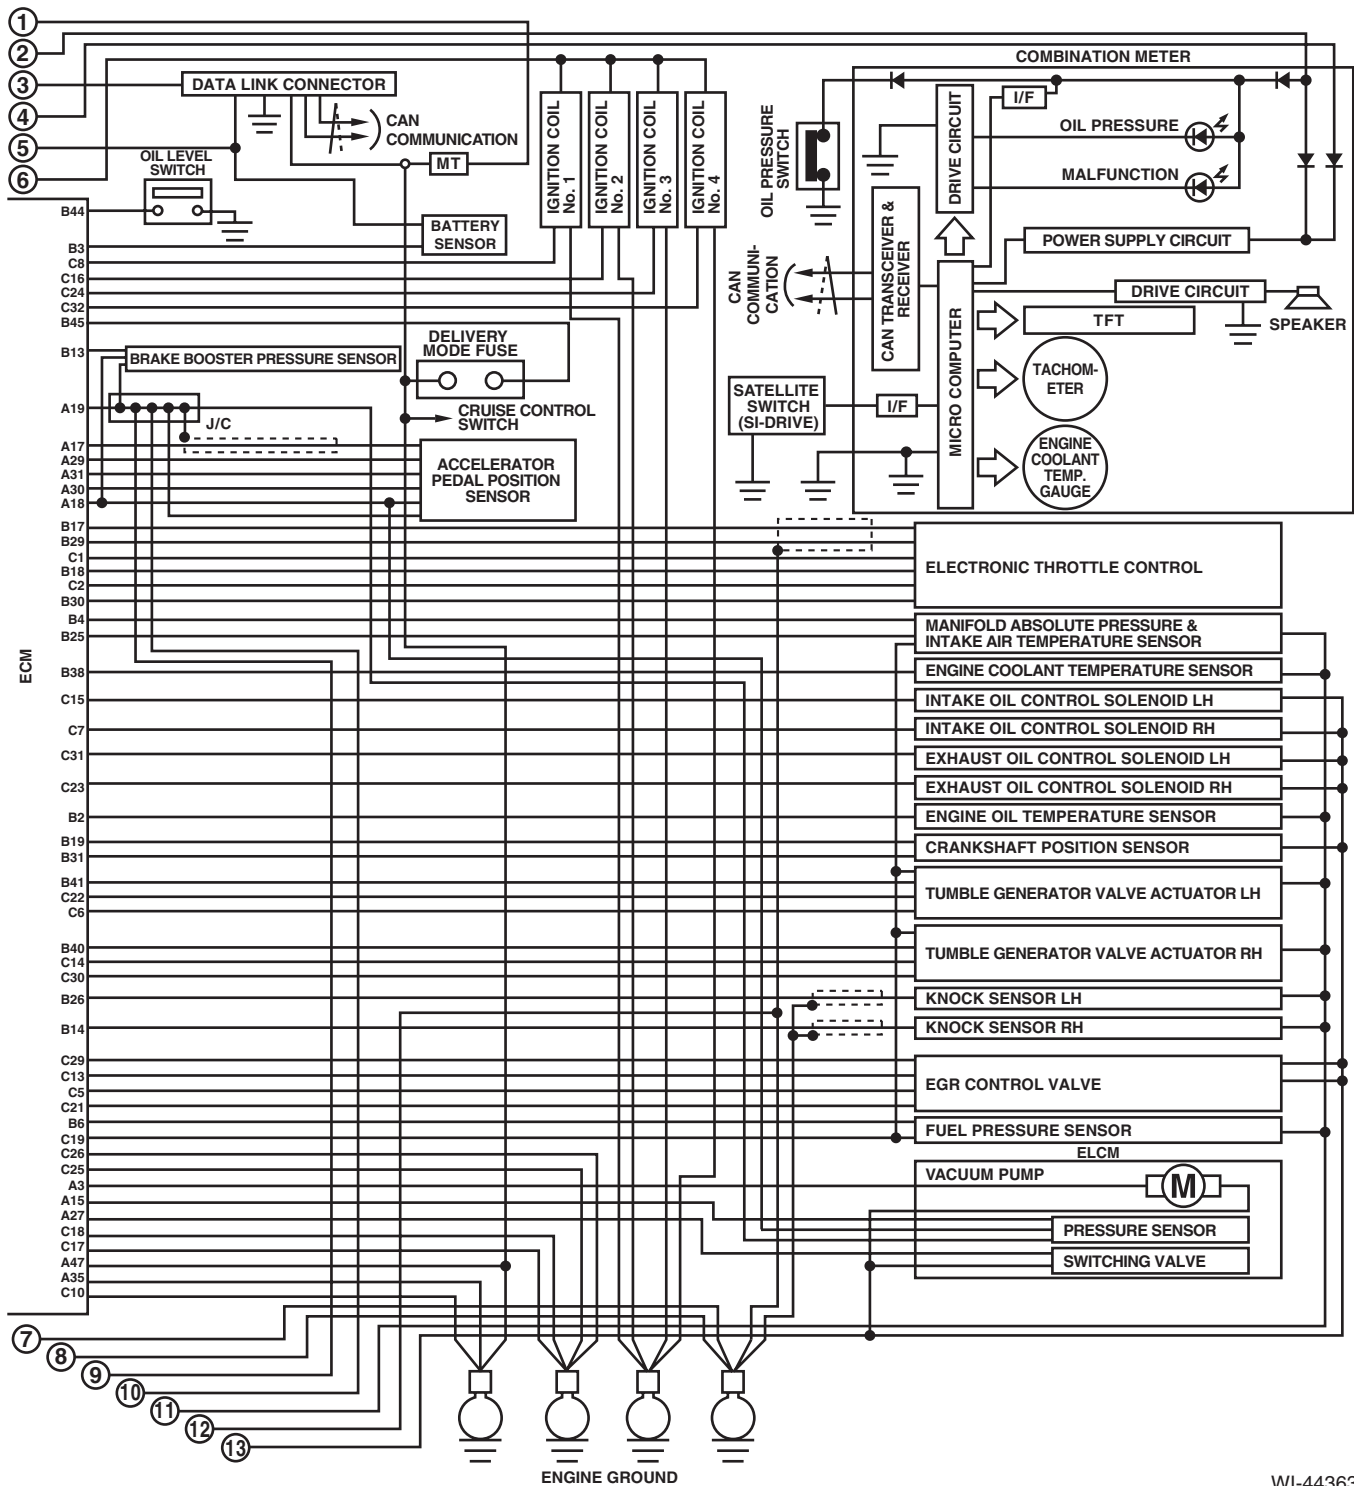 1
2
3
4
5
6
DATA LINK CONNECTOR
CAN
COMMUNICATION
MT
OIL LEVEL
SWITCH
BATTERY
SENSOR
IGNITION COIL
No. 1
IGNITION COIL
No. 2
IGNITION COIL
No. 3
IGNITION COIL
No. 4
OIL PRESSURE
SWITCH
COMBINATION METER
DRIVE CIRCUIT
I/F
OIL PRESSURE
MALFUNCTION
CAN TRANSCEIVER &
RECEIVER
CAN
COMMUNI-
CATION
POWER SUPPLY CIRCUIT
DRIVE CIRCUIT
SPEAKER
TFT
MICRO COMPUTER
TACHOM-
ETER
SATELLITE
SWITCH
(SI-DRIVE)
I/F
ENGINE
COOLANT
TEMP.
GAUGE
DELIVERY
MODE FUSE
BRAKE BOOSTER PRESSURE SENSOR
CRUISE CONTROL
SWITCH
J/C
ACCELERATOR
PEDAL POSITION
SENSOR
ECM
B44
B3
C8
C16
C24
C32
B45
B13
A19
A17
A29
A31
A30
A18
B17
B29
C1
B18
C2
B30
B4
B25
B38
C15
C7
C31
C23
B2
B19
B31
B41
C22
C6
B40
C14
C30
B26
B14
C29
C13
C5
C21
B6
C19
C26
C25
A3
A15
A27
C18
C17
A47
A35
C10
ELECTRONIC THROTTLE CONTROL
MANIFOLD ABSOLUTE PRESSURE &
INTAKE AIR TEMPERATURE SENSOR
ENGINE COOLANT TEMPERATURE SENSOR
INTAKE OIL CONTROL SOLENOID LH
INTAKE OIL CONTROL SOLENOID RH
EXHAUST OIL CONTROL SOLENOID LH
EXHAUST OIL CONTROL SOLENOID RH
ENGINE OIL TEMPERATURE SENSOR
CRANKSHAFT POSITION SENSOR
TUMBLE GENERATOR VALVE ACTUATOR LH
TUMBLE GENERATOR VALVE ACTUATOR RH
KNOCK SENSOR LH
KNOCK SENSOR RH
EGR CONTROL VALVE
FUEL PRESSURE SENSOR
ELCM
VACUUM PUMP
M
PRESSURE SENSOR
SWITCHING VALVE
7
8
9
10
11
12
13
ENGINE GROUND
WI-44363